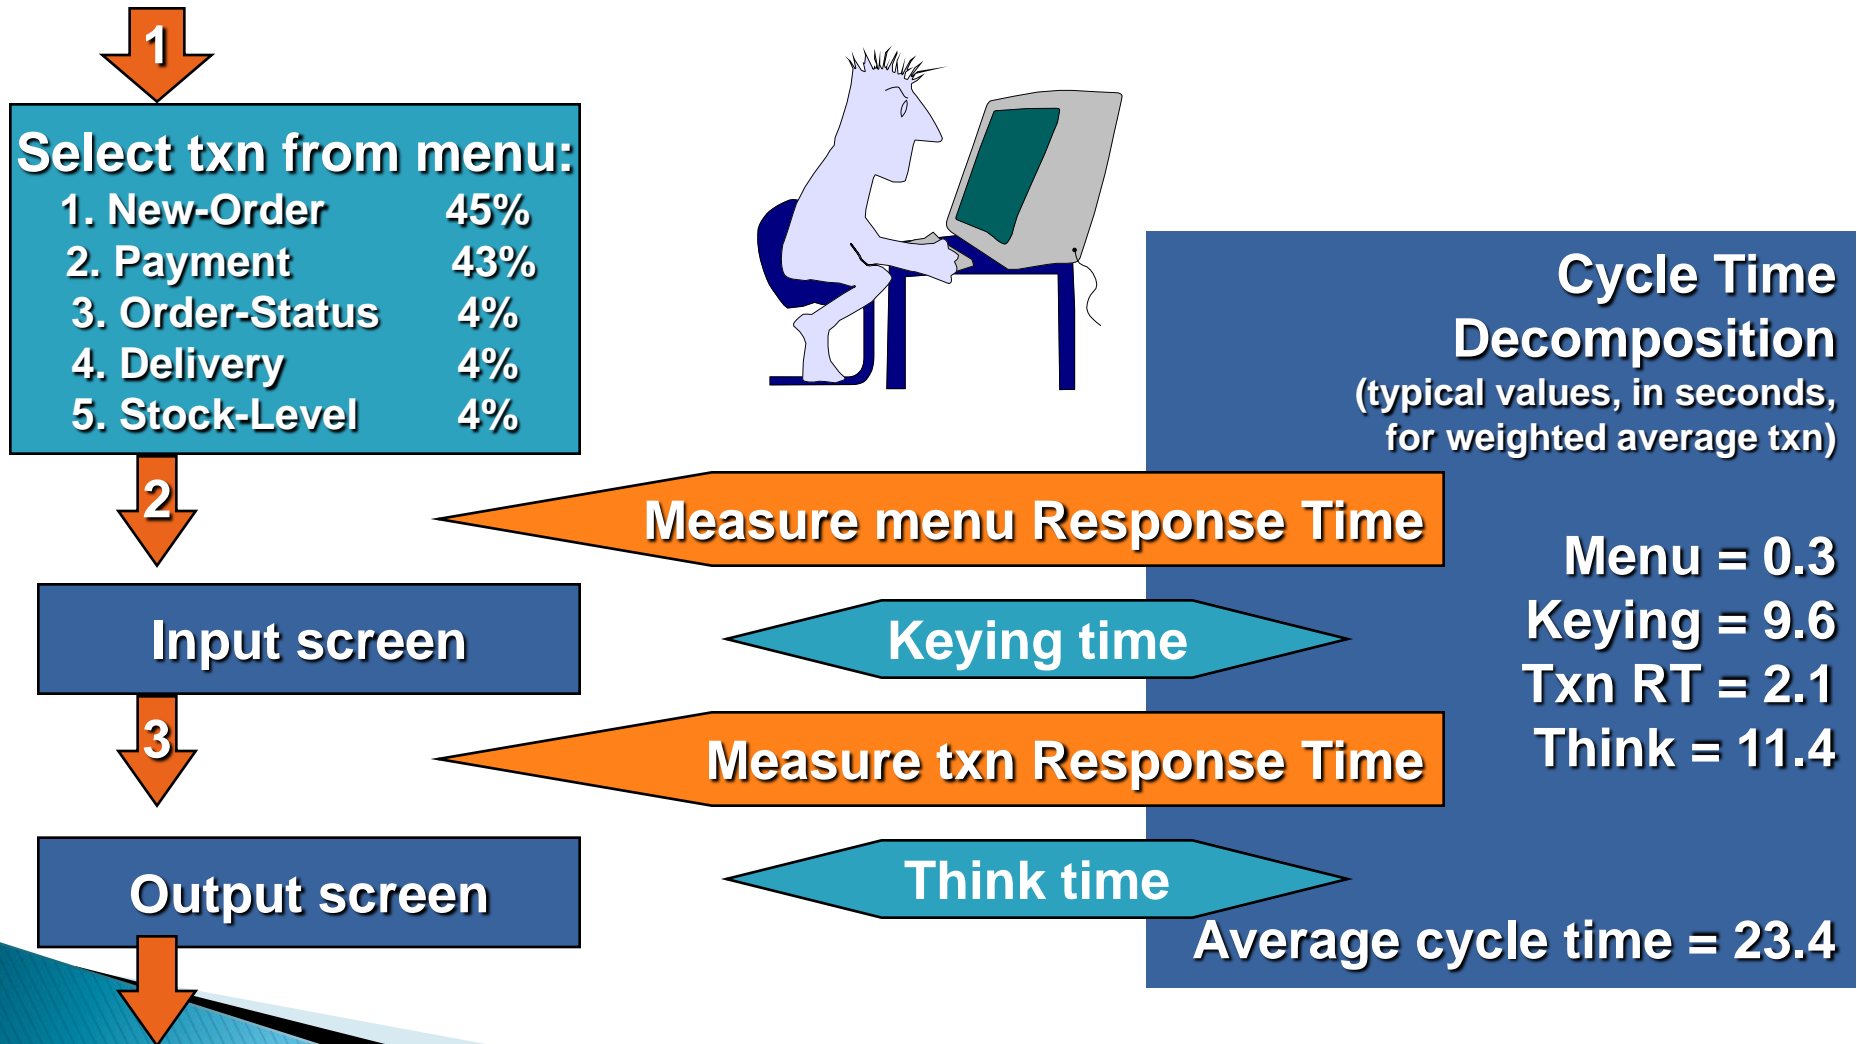 1
Select txn from menu:
1. New-Order 45%
2. Payment 43%
3. Order-Status 4%
4. Delivery 4%
5. Stock-Level 4%
2
Measure menu Response Time
Input screen
Keying time
3
Measure txn Response Time
Output screen
Think time
Cycle Time
Decomposition
(typical values, in seconds,
for weighted average txn)
Menu = 0.3
Keying = 9.6
Txn RT = 2.1
Think = 11.4
Average cycle time = 23.4